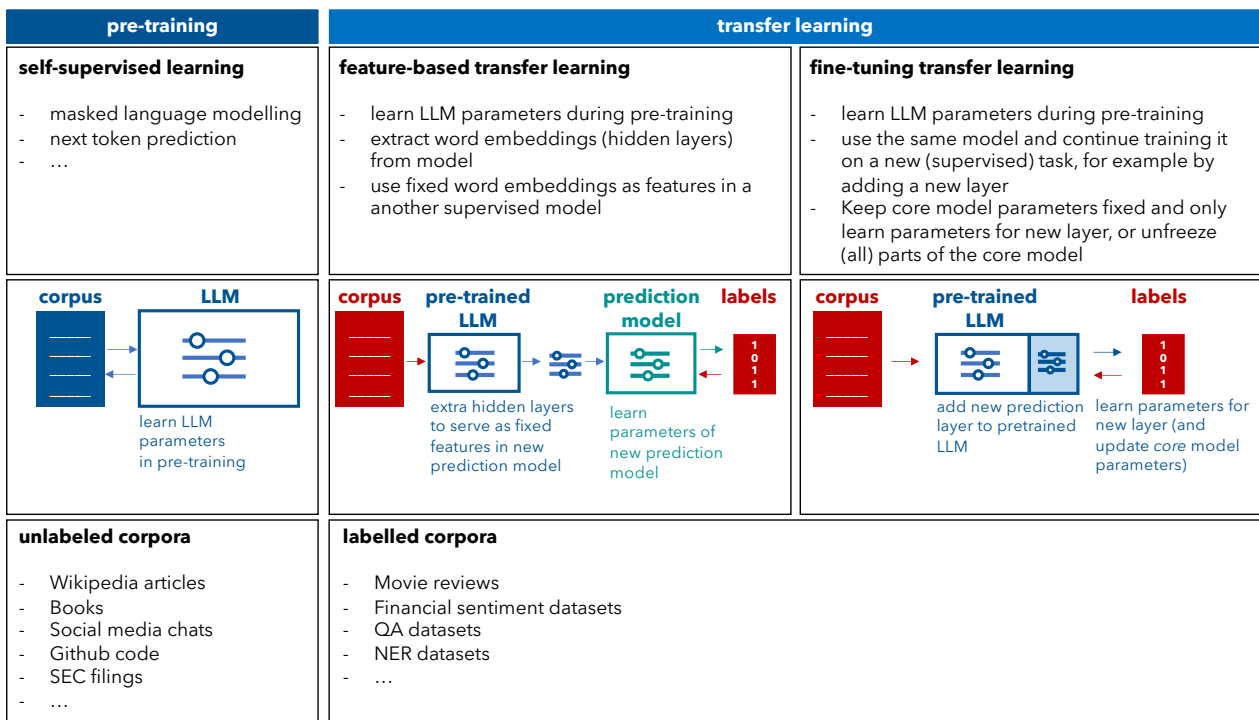 pre-training
transfer learning
self-supervised learning
- masked language modelling
- next token prediction
- …
feature-based transfer learning
- learn LLM parameters during pre-training
- extract word embeddings (hidden layers)
from model
- use fixed word embeddings as features in a
another supervised model
fine-tuning transfer learning
- learn LLM parameters during pre-training
- use the same model and continue training it
on a new (supervised) task, for example by
adding a new layer
- Keep core model parameters fixed and only
learn parameters for new layer, or unfreeze
(all) parts of the core model
corpus
LLM
learn LLM
parameters
in pre-training
corpus
pre-trained
LLM
prediction
model
labels
1
0
1
1
extra hidden layers
to serve as fixed
features in new
prediction model
learn
parameters of
new prediction
model
corpus
pre-trained
LLM
labels
1
0
1
1
add new prediction
layer to pretrained
LLM
learn parameters for
new layer (and
update core model
parameters)
unlabeled corpora
- Wikipedia articles
- Books
- Social media chats
- Github code
- SEC filings
- …
labelled corpora
- Movie reviews
- Financial sentiment datasets
- QA datasets
- NER datasets
- …